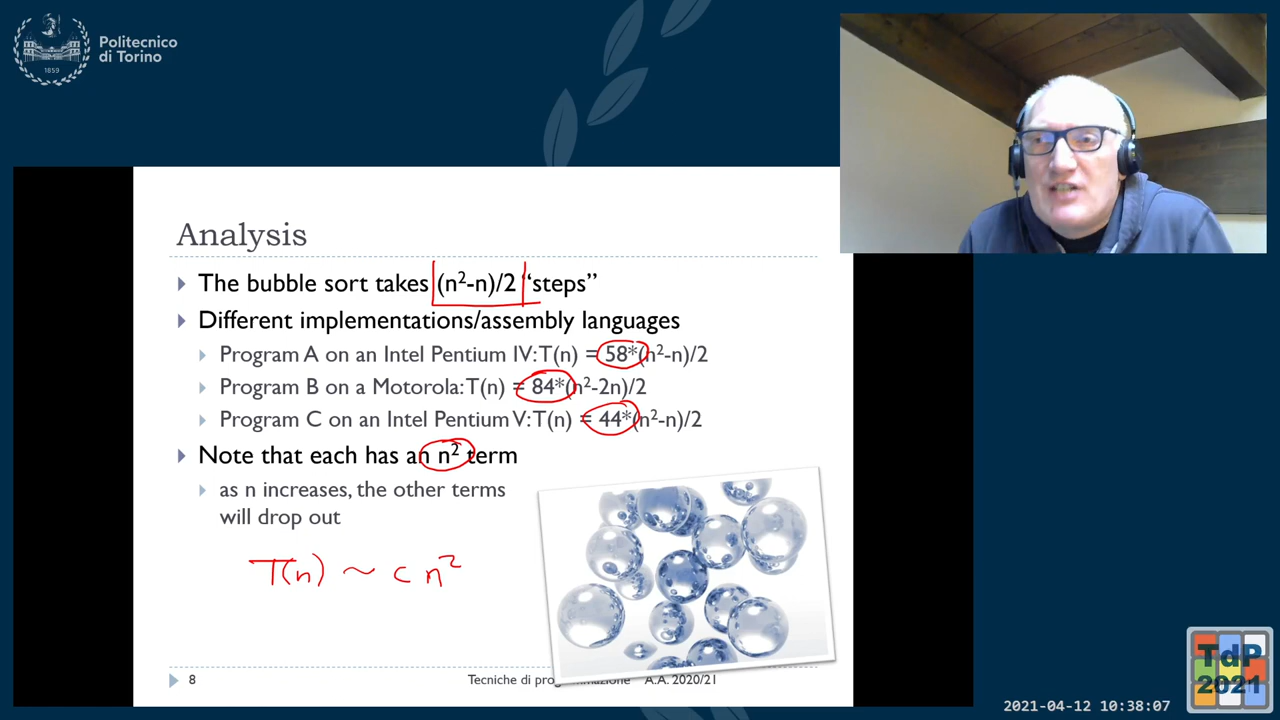 Politecnico
di Torino
1859
Analysis
The bubble sort takes (n²-n)/2 “steps”
Different implementations/assembly languages
Program A on an Intel Pentium IV: T(n) = 58*(n²-n)/2
Program B on a Motorola: T(n) = 84*(n²-2n)/2
Program C on an Intel Pentium V: T(n) = 44*(n²-n)/2
Note that each has an n² term
as n increases, the other terms
will drop out
T(n) ~ c n²
8
Tecniche di A.A. 2020/21
TdP
2021
2021-04-12 10:38:07